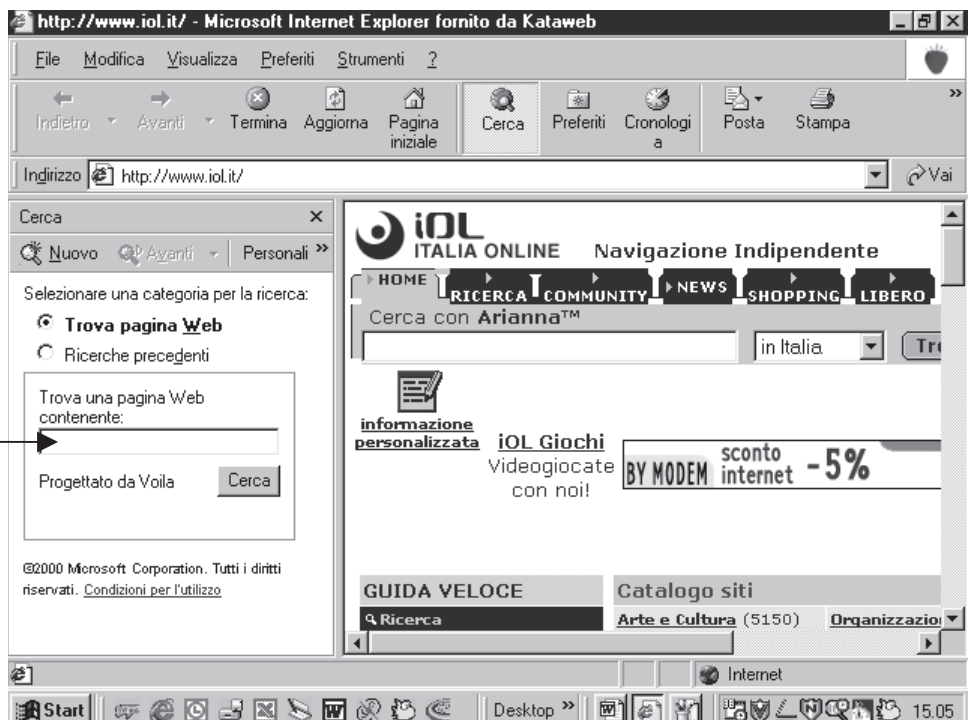 http://www.iol.it/ - Microsoft Internet Explorer fornito da Kataweb
File Modifica Visualizza Preferiti Strumenti ?
Indietro Avanti Termina Aggiorna Pagina iniziale Cerca Preferiti Cronologi a Posta Stampa »
Indirizzo http://www.iol.it/ Vai
Cerca
Nuovo Avanti Personali »
Selezionare una categoria per la ricerca:
Trova pagina Web
Ricerche precedenti
Trova una pagina Web
contenente:
Progettato da Voila Cerca
©2000 Microsoft Corporation. Tutti i diritti
riservati. Condizioni per l'utilizzo
iOL
ITALIA ONLINE Navigazione Indipendente
HOME RICERCA COMMUNITY NEWS SHOPPING LIBERO
Cerca con Arianna™
in Italia Tr
informazione
personalizzata
iOL Giochi
Videogiocate
con noi!
BY MODEM sconto
internet -5%
GUIDA VELOCE
Ricerca
Catalogo siti
Arte e Cultura (5150) Organizzazio
Internet
Start Desktop » 15.05